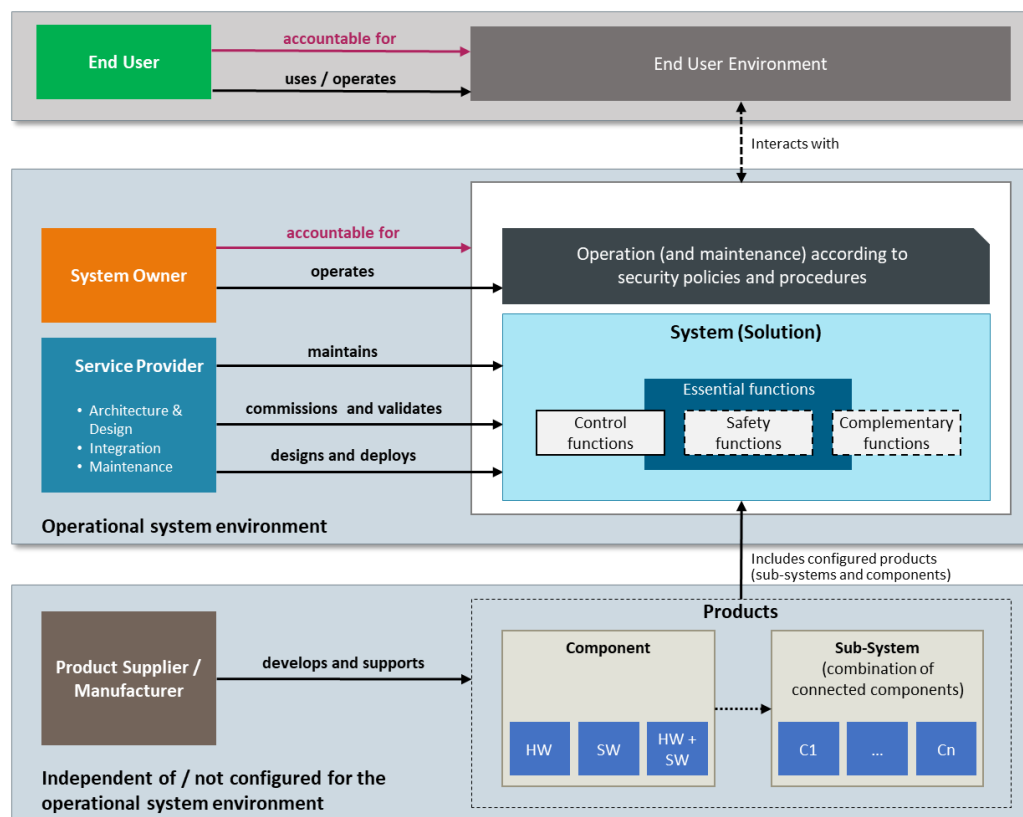 End User
accountable for
uses / operates
End User Environment
Interacts with
System Owner
accountable for
operates
Operation (and maintenance) according to
security policies and procedures
Service Provider
• Architecture &
Design
• Integration
• Maintenance
maintains
commissions and validates
designs and deploys
System (Solution)
Essential functions
Control
functions
Safety
functions
Complementary
functions
Operational system environment
Includes configured products
(sub-systems and components)
Product Supplier /
Manufacturer
develops and supports
Products
Component
HW
SW
HW +
SW
Sub-System
(combination of
connected components)
C1
...
Cn
Independent of / not configured for the
operational system environment